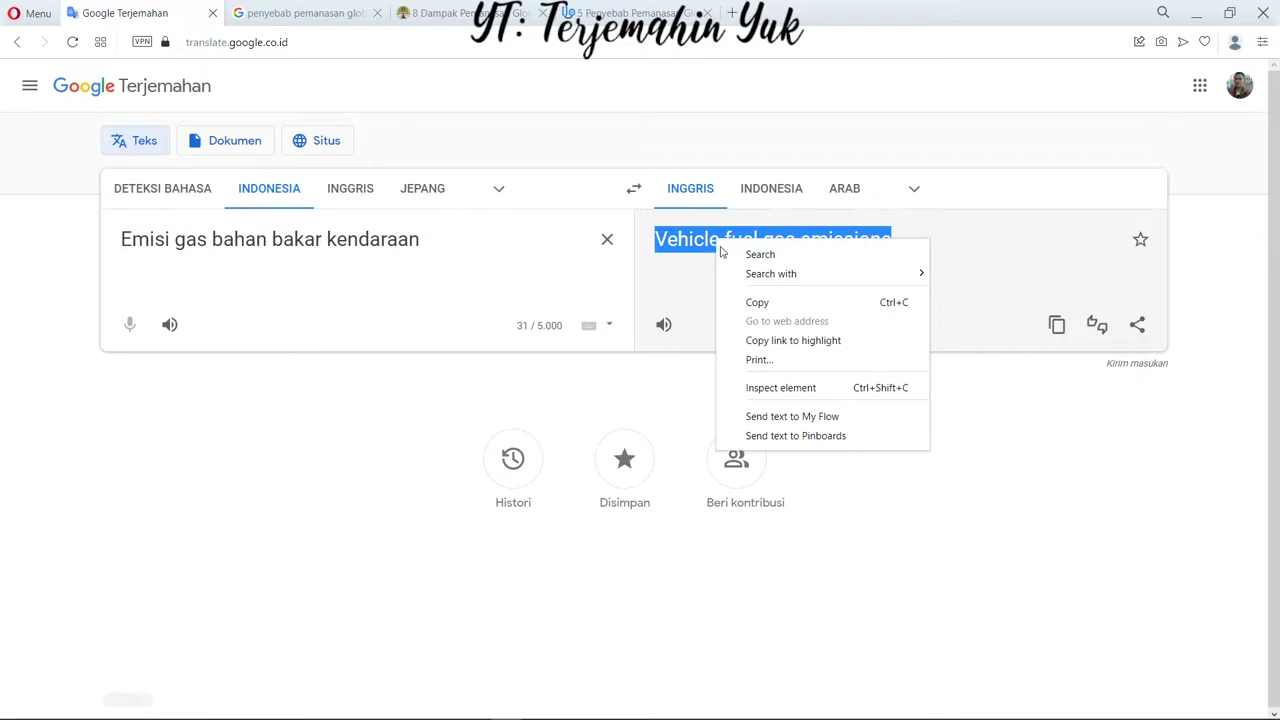 Menu
Google Terjemahan
penyebab pemanasan glob
8 Dampak Pemanasan Glo
5 Penyebab Pemanasan Gl
YT: Terjemahin Yuk
VPN
translate.google.co.id
Google Terjemahan
Teks
Dokumen
Situs
DETEKSI BAHASA
INDONESIA
INGGRIS
JEPANG
INGGRIS
INDONESIA
ARAB
Emisi gas bahan bakar kendaraan
Vehicle fuel gas emissions
31 / 5.000
Search
Search with
Copy Ctrl+C
Go to web address
Copy link to highlight
Print...
Inspect element Ctrl+Shift+C
Send text to My Flow
Send text to Pinboards
Kirim masukan
Histori
Disimpan
Beri kontribusi